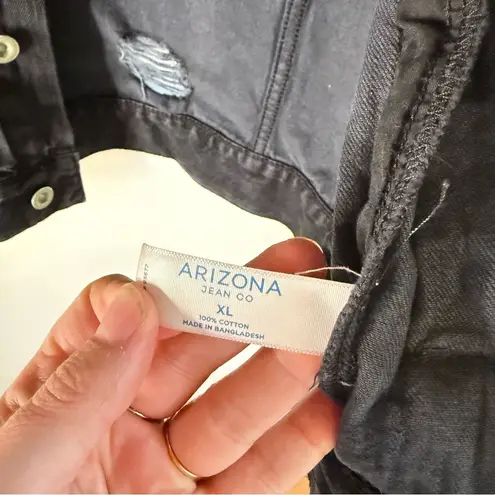 ARIZONA
JEAN CO
XL
100% COTTON
MADE IN BANGLADESH